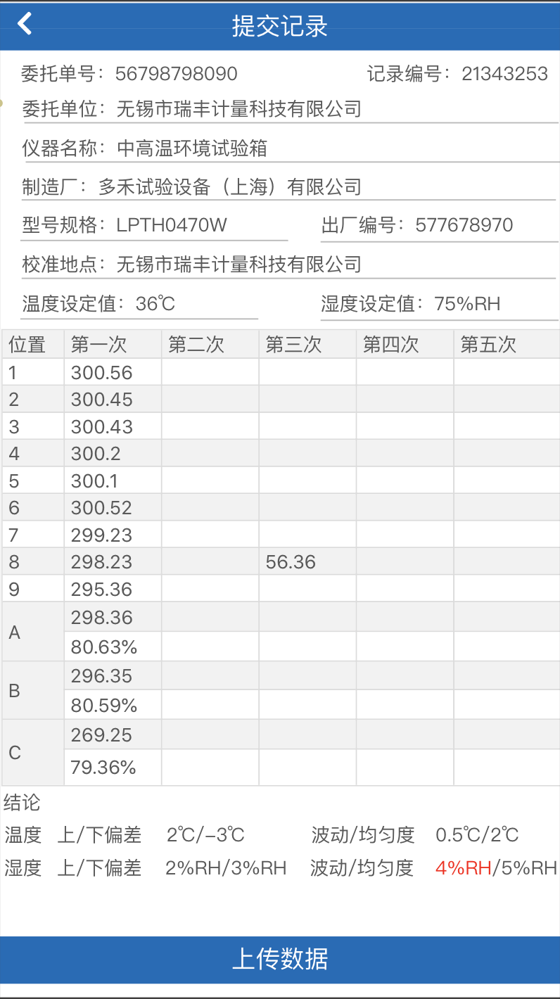 提交记录
委托单号：56798798090 记录编号：21343253
委托单位：无锡市瑞丰计量科技有限公司
仪器名称：中高温环境试验箱
制造厂：多禾试验设备（上海）有限公司
型号规格：LPTH0470W 出厂编号：577678970
校准地点：无锡市瑞丰计量科技有限公司
温度设定值：36℃ 湿度设定值：75%RH
位置 第一次 第二次 第三次 第四次 第五次
1 300.56
2 300.45
3 300.43
4 300.2
5 300.1
6 300.52
7 299.23
8 298.23 56.36
9 295.36
A 298.36
80.63%
B 296.35
80.59%
C 269.25
79.36%
结论
温度 上/下偏差 2℃/-3℃ 波动/均匀度 0.5℃/2℃
湿度 上/下偏差 2%RH/3%RH 波动/均匀度 4%RH/5%RH
上传数据